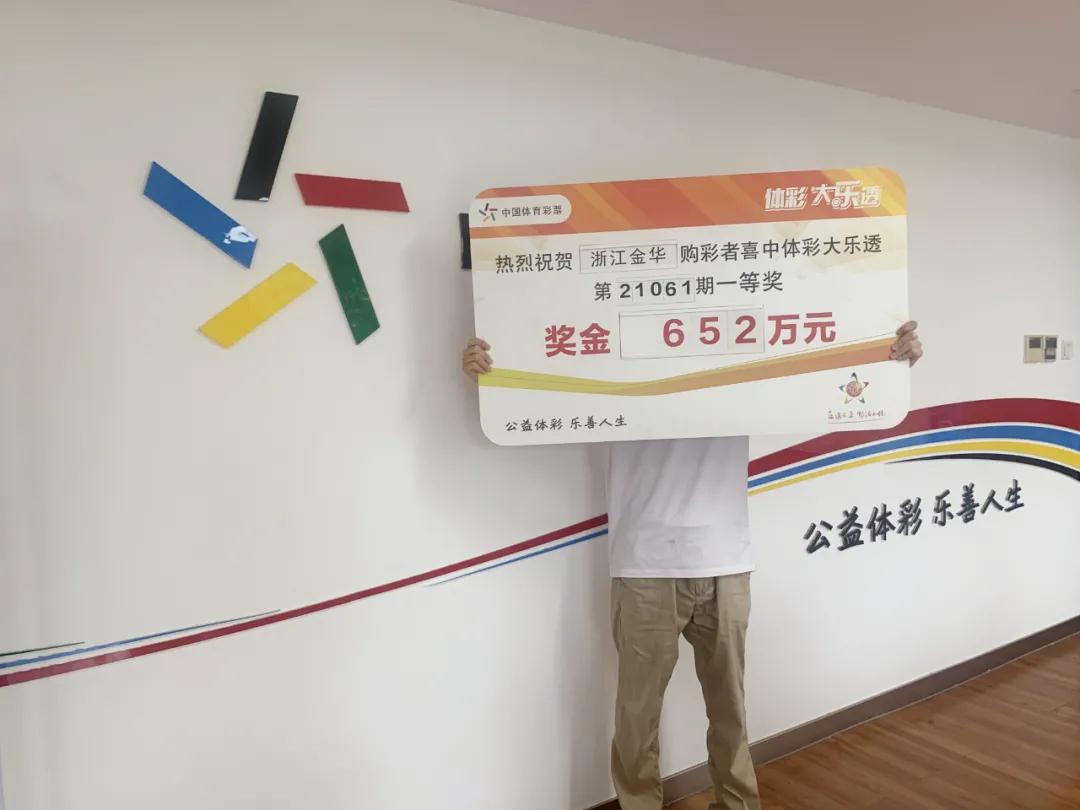 中国体育彩票
体彩 大乐透
热烈祝贺 浙江金华 购彩者喜中体彩大乐透
第 21061期一等奖
奖金 652万元
公益体彩 乐善人生
公益体彩 乐善人生